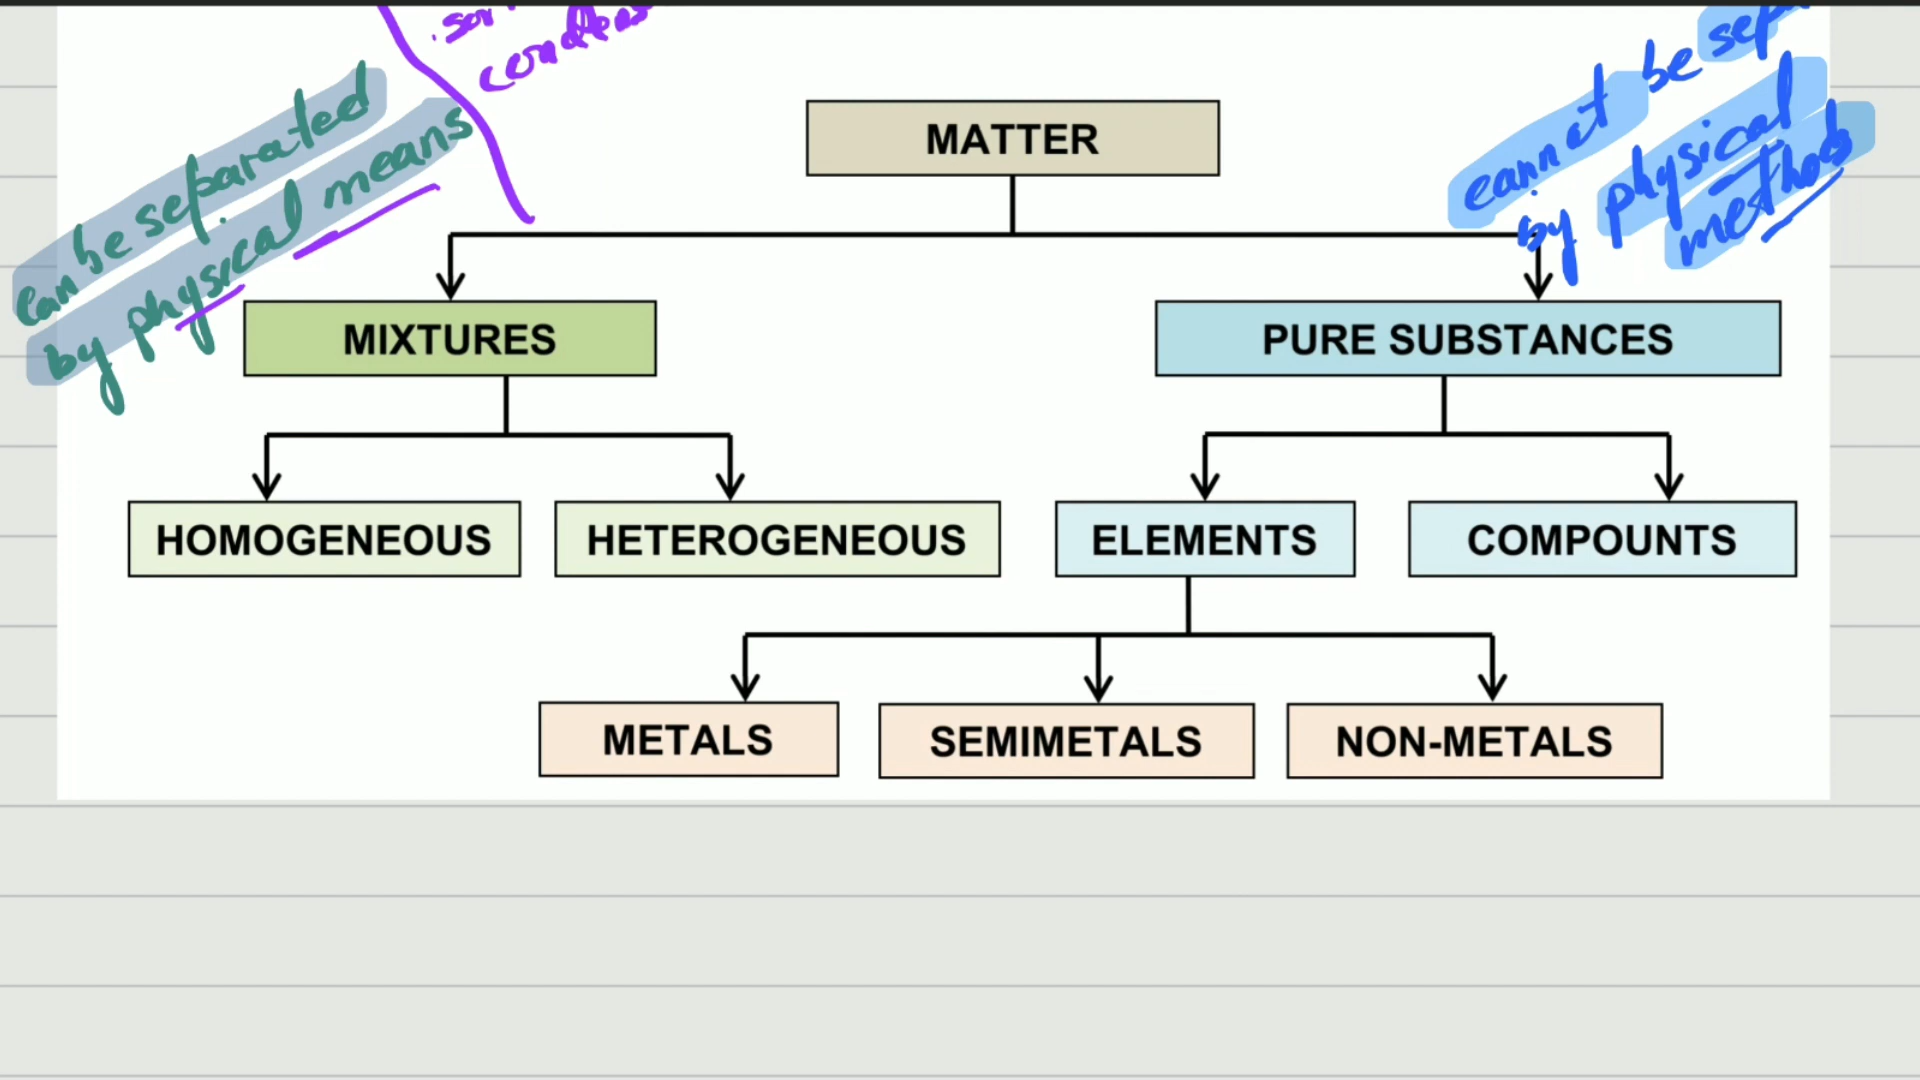 can be separated
by physical means
cannot be
by physical
methods
MATTER
MIXTURES
PURE SUBSTANCES
HOMOGENEOUS
HETEROGENEOUS
ELEMENTS
COMPOUNTS
METALS
SEMIMETALS
NON-METALS